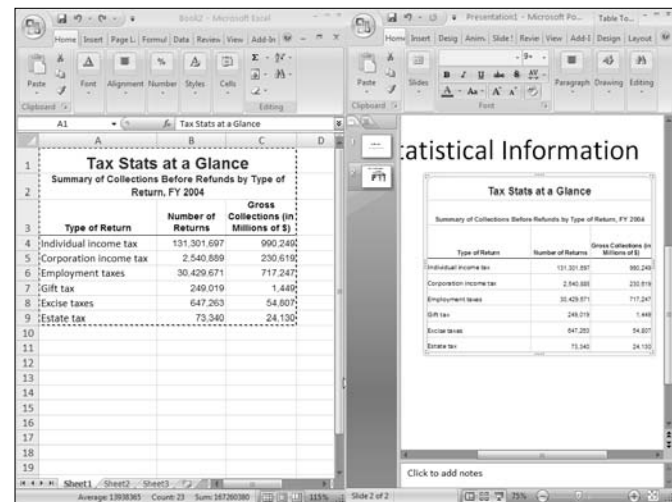 Book2 - Microsoft Excel
Home Insert Page L Formul Data Review View Add-In
Paste Font Alignment Number Styles Cells
Clipboard Editing
A1 fx Tax Stats at a Glance
A B C D
1 Tax Stats at a Glance
Summary of Collections Before Refunds by Type of
2 Return, FY 2004
Gross
Number of Collections (in
3 Type of Return Returns Millions of $)
4 Individual income tax 131,301,697 990,249
5 Corporation income tax 2,540,889 230,619
6 Employment taxes 30,429,671 717,247
7 Gift tax 249,019 1,449
8 Excise taxes 647,263 54,807
9 Estate tax 73,340 24,130
10
11
12
13
14
15
16
17
18
19
Sheet1 Sheet2 Sheet3
Average: 13938365 Count: 23 Sum: 167260380 115%
Presentation1 - Microsoft Po... Table To...
Home Insert Desig Anim Slide Revie View Add-I Design Layout
Paste Slides B I U abc S AV Paragraph Drawing Editing
A Aa A A
Clipboard Font
tatistical Information
Tax Stats at a Glance
Summary of Collections Before Refunds by Type of Return, FY 2004
Type of Return Number of Returns Gross Collections (in
Millions of $)
Individual income tax 131,301,697 990,249
Corporation income tax 2,540,889 230,619
Employment taxes 30,429,671 717,247
Gift tax 249,019 1,449
Excise taxes 647,263 54,807
Estate tax 73,340 24,130
Click to add notes
Slide 2 of 2 75%